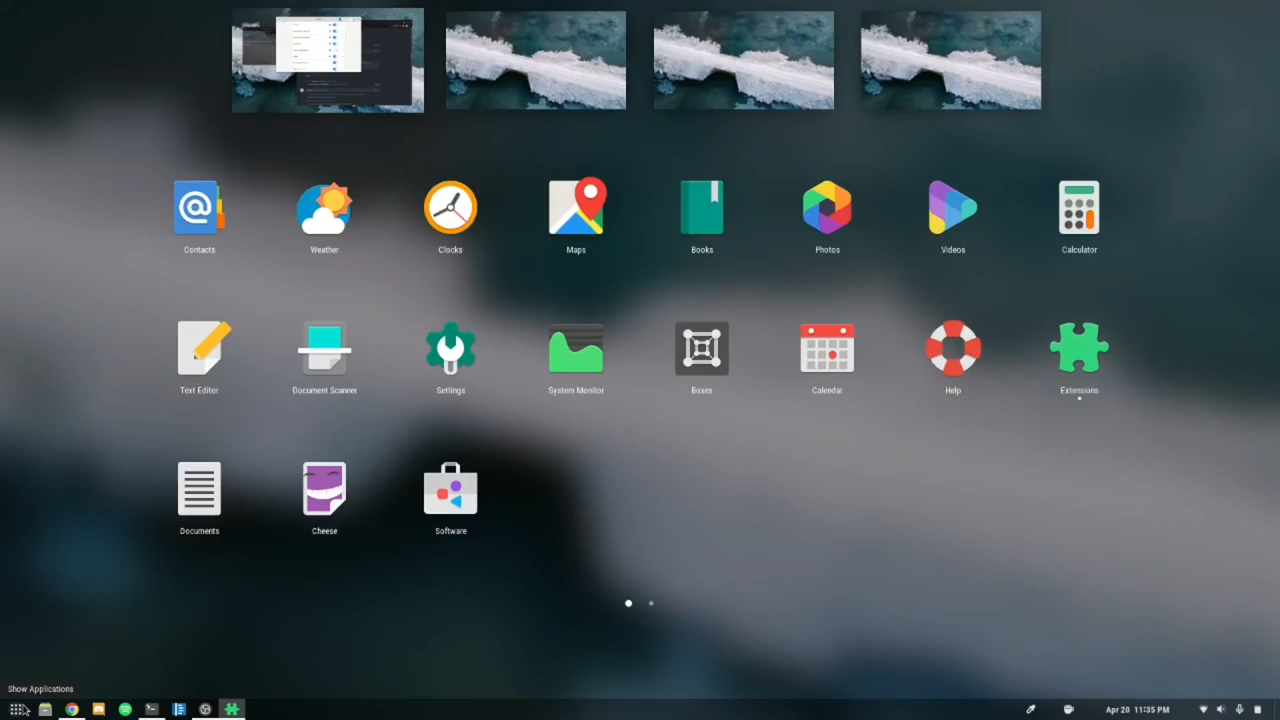 Contacts
Weather
Clocks
Maps
Books
Photos
Videos
Calculator
Text Editor
Document Scanner
Settings
System Monitor
Boxes
Calendar
Help
Extensions
Documents
Cheese
Software
Show Applications
Apr 20 11:35 PM